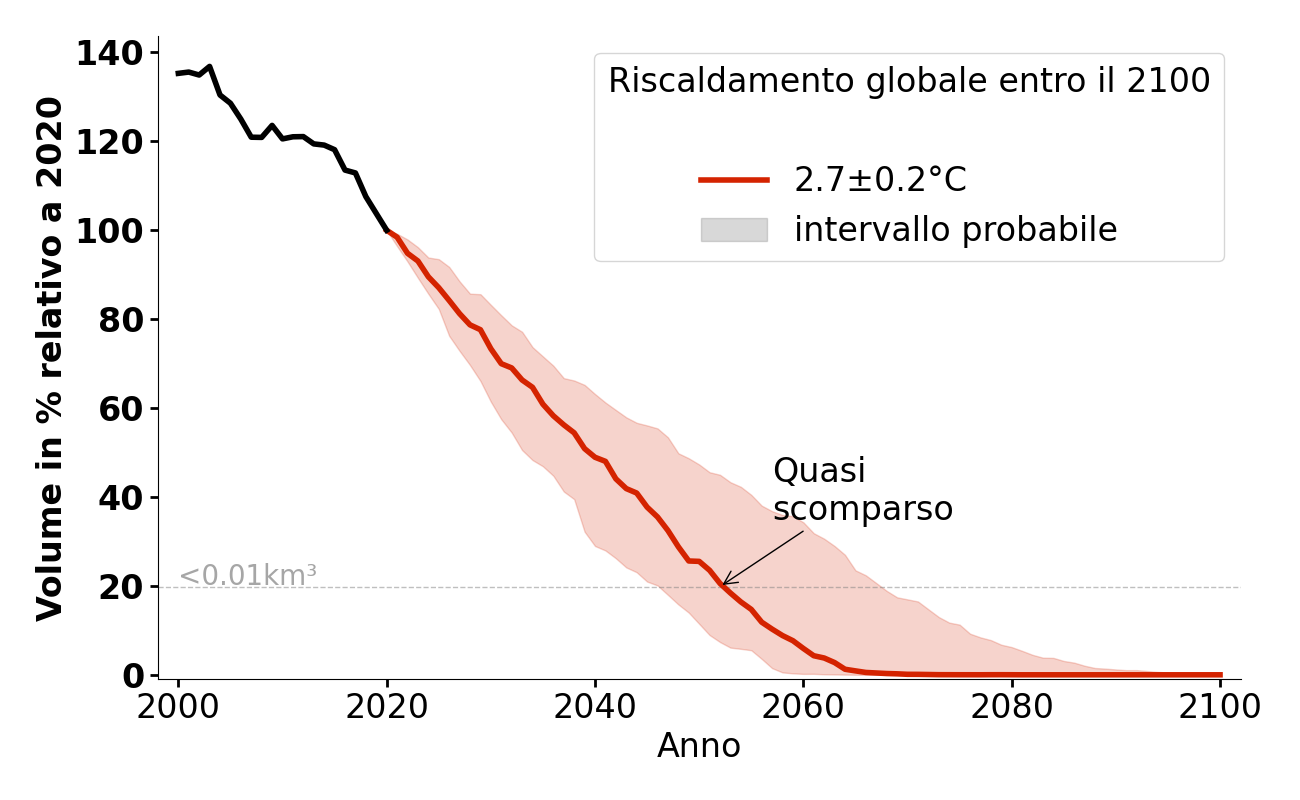 140
120
100
80
60
40
20
0
Volume in % relativo a 2020
Riscaldamento globale entro il 2100
2.7±0.2°C
intervallo probabile
Quasi
scomparso
<0.01km³
2000
2020
2040
2060
2080
2100
Anno